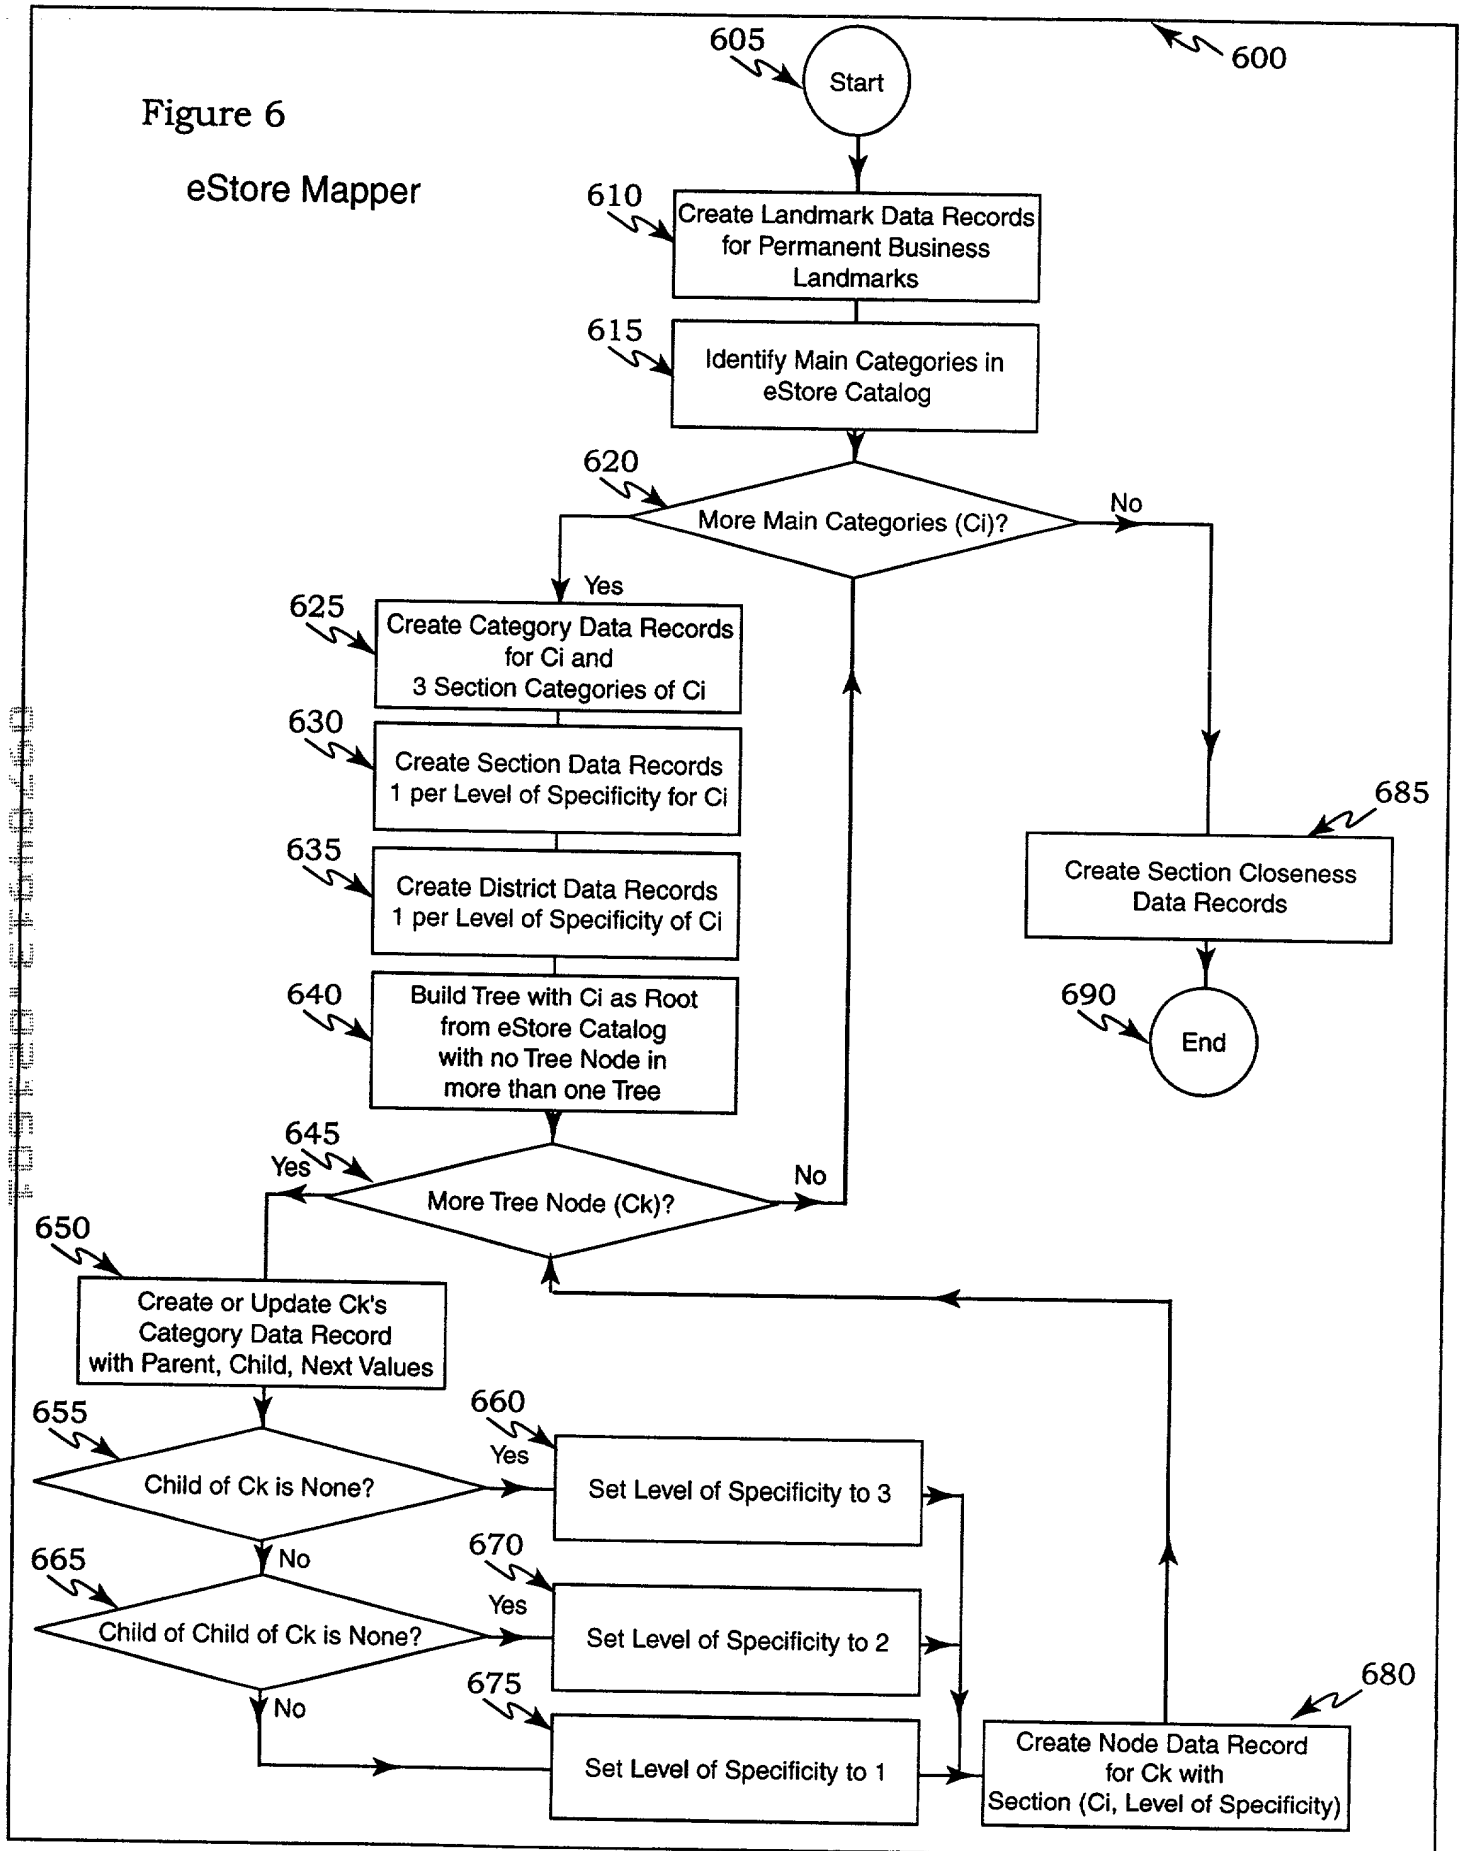 605
600
Start
Figure 6
eStore Mapper
610
Create Landmark Data Records
for Permanent Business
Landmarks
615
Identify Main Categories in
eStore Catalog
620
More Main Categories (Ci)?
No
Yes
625
Create Category Data Records
for Ci and
3 Section Categories of Ci
630
Create Section Data Records
1 per Level of Specificity for Ci
635
Create District Data Records
1 per Level of Specificity of Ci
685
Create Section Closeness
Data Records
640
Build Tree with Ci as Root
from eStore Catalog
with no Tree Node in
more than one Tree
690
End
645
Yes
More Tree Node (Ck)?
No
650
Create or Update Ck's
Category Data Record
with Parent, Child, Next Values
655
Child of Ck is None?
Yes
660
Set Level of Specificity to 3
No
665
Child of Child of Ck is None?
Yes
670
Set Level of Specificity to 2
No
675
Set Level of Specificity to 1
680
Create Node Data Record
for Ck with
Section (Ci, Level of Specificity)